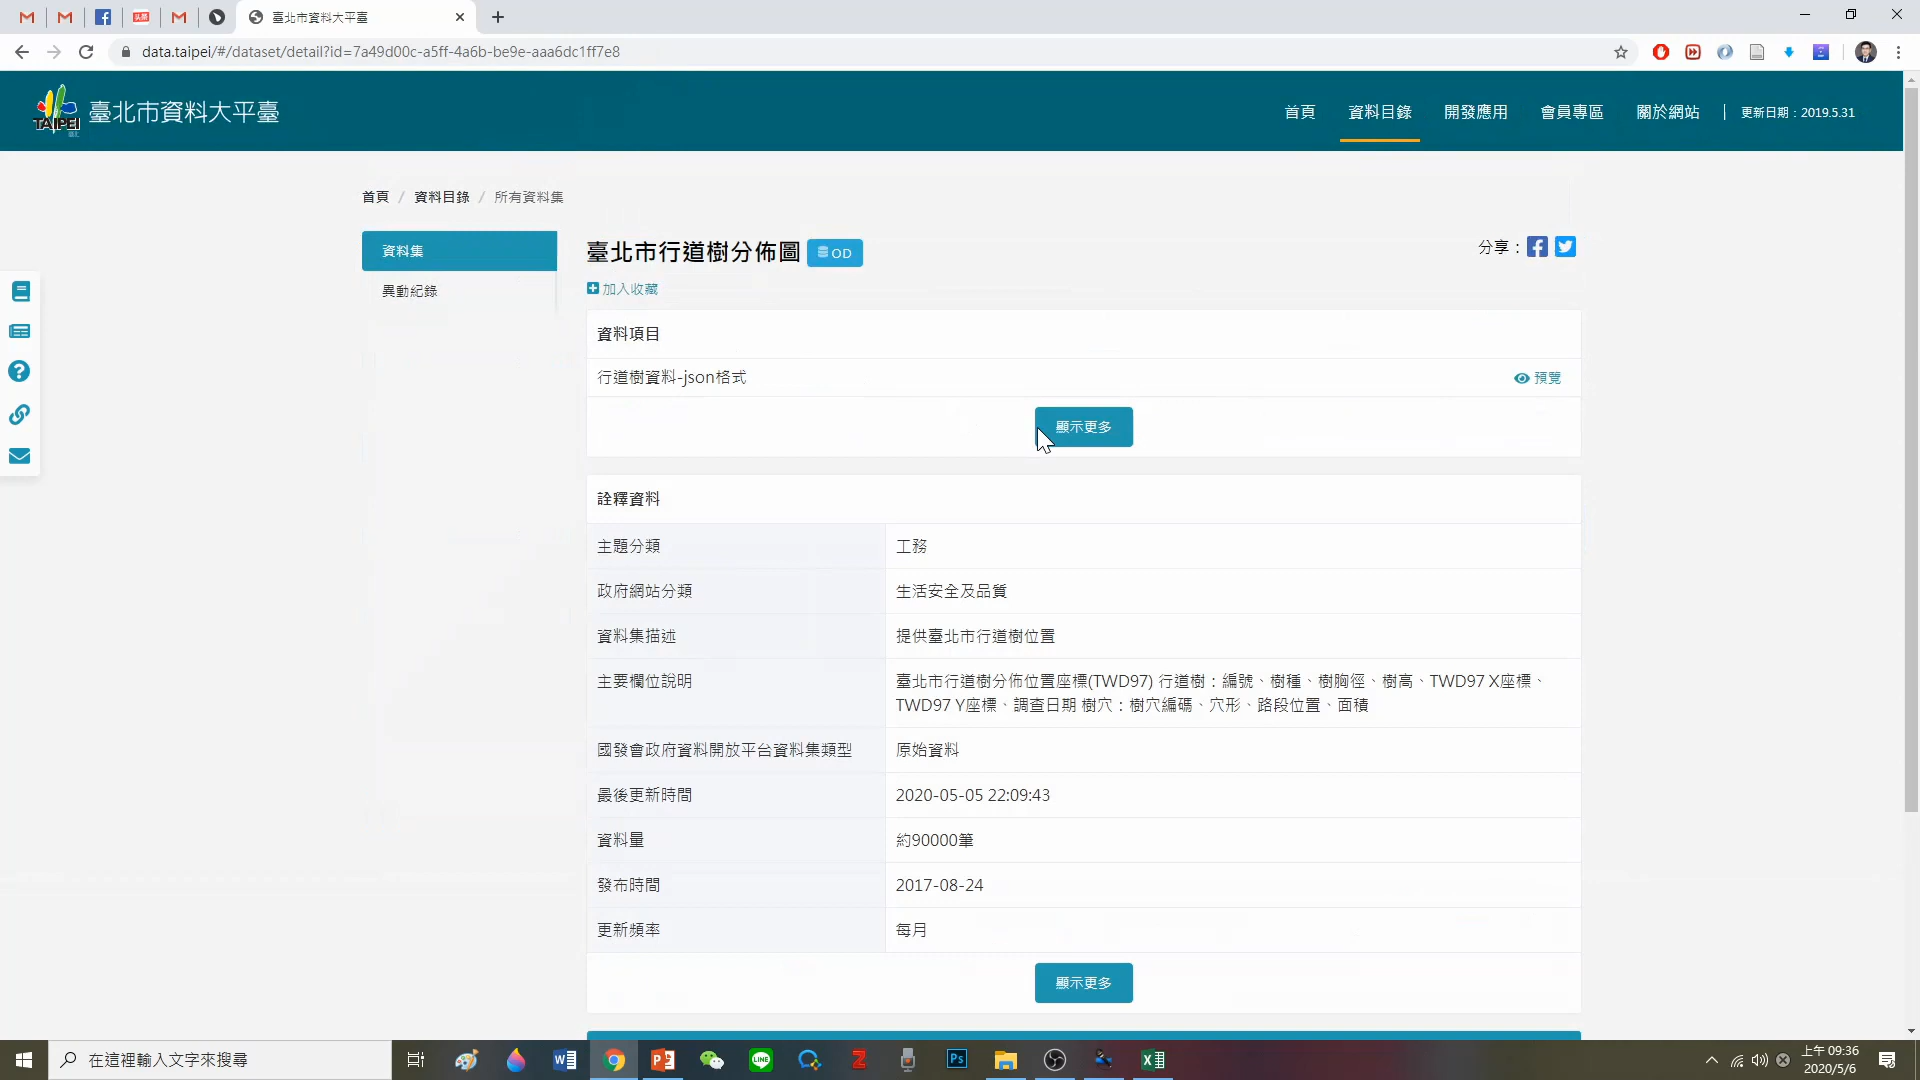 臺北市資料大平臺
data.taipei/#/dataset/detail?id=7a49d00c-a5ff-4a6b-be9e-aaa6dc1ff7e8
TAIPEI
臺北市資料大平臺
首頁 資料目錄 開發應用 會員專區 關於網站 | 更新日期：2019.5.31
首頁 / 資料目錄 / 所有資料集
資料集
異動紀錄
臺北市行道樹分佈圖 OD
分享：
加入收藏
資料項目
行道樹資料-json格式 預覽
顯示更多
詮釋資料
主題分類 工務
政府網站分類 生活安全及品質
資料集描述 提供臺北市行道樹位置
主要欄位說明 臺北市行道樹分佈位置座標(TWD97) 行道樹：編號、樹種、樹胸徑、樹高、TWD97 X座標、
TWD97 Y座標、調查日期 樹穴：樹穴編碼、穴形、路段位置、面積
國發會政府資料開放平台資料集類型 原始資料
最後更新時間 2020-05-05 22:09:43
資料量 約90000筆
發布時間 2017-08-24
更新頻率 每月
顯示更多
在這裡輸入文字來搜尋
上午 09:36
2020/5/6